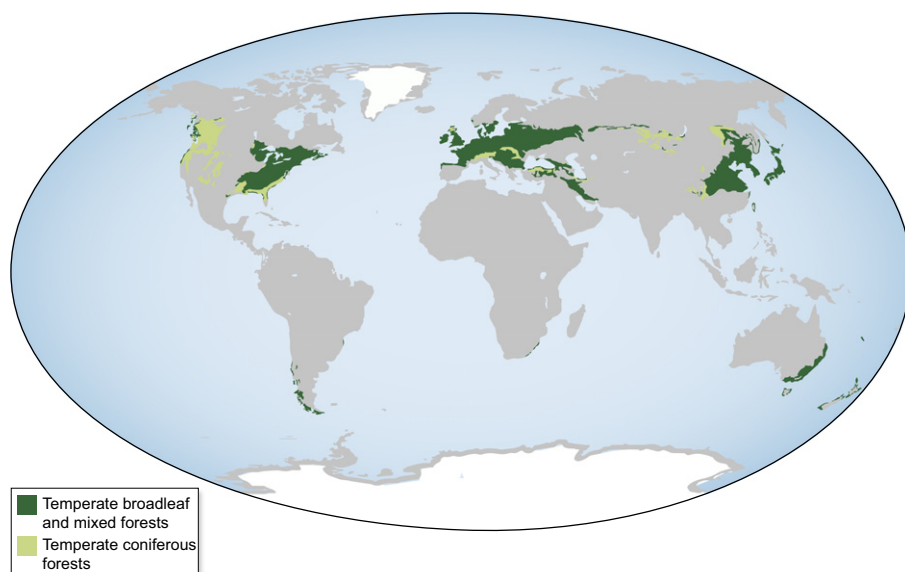 Temperate broadleaf
and mixed forests
Temperate coniferous
forests